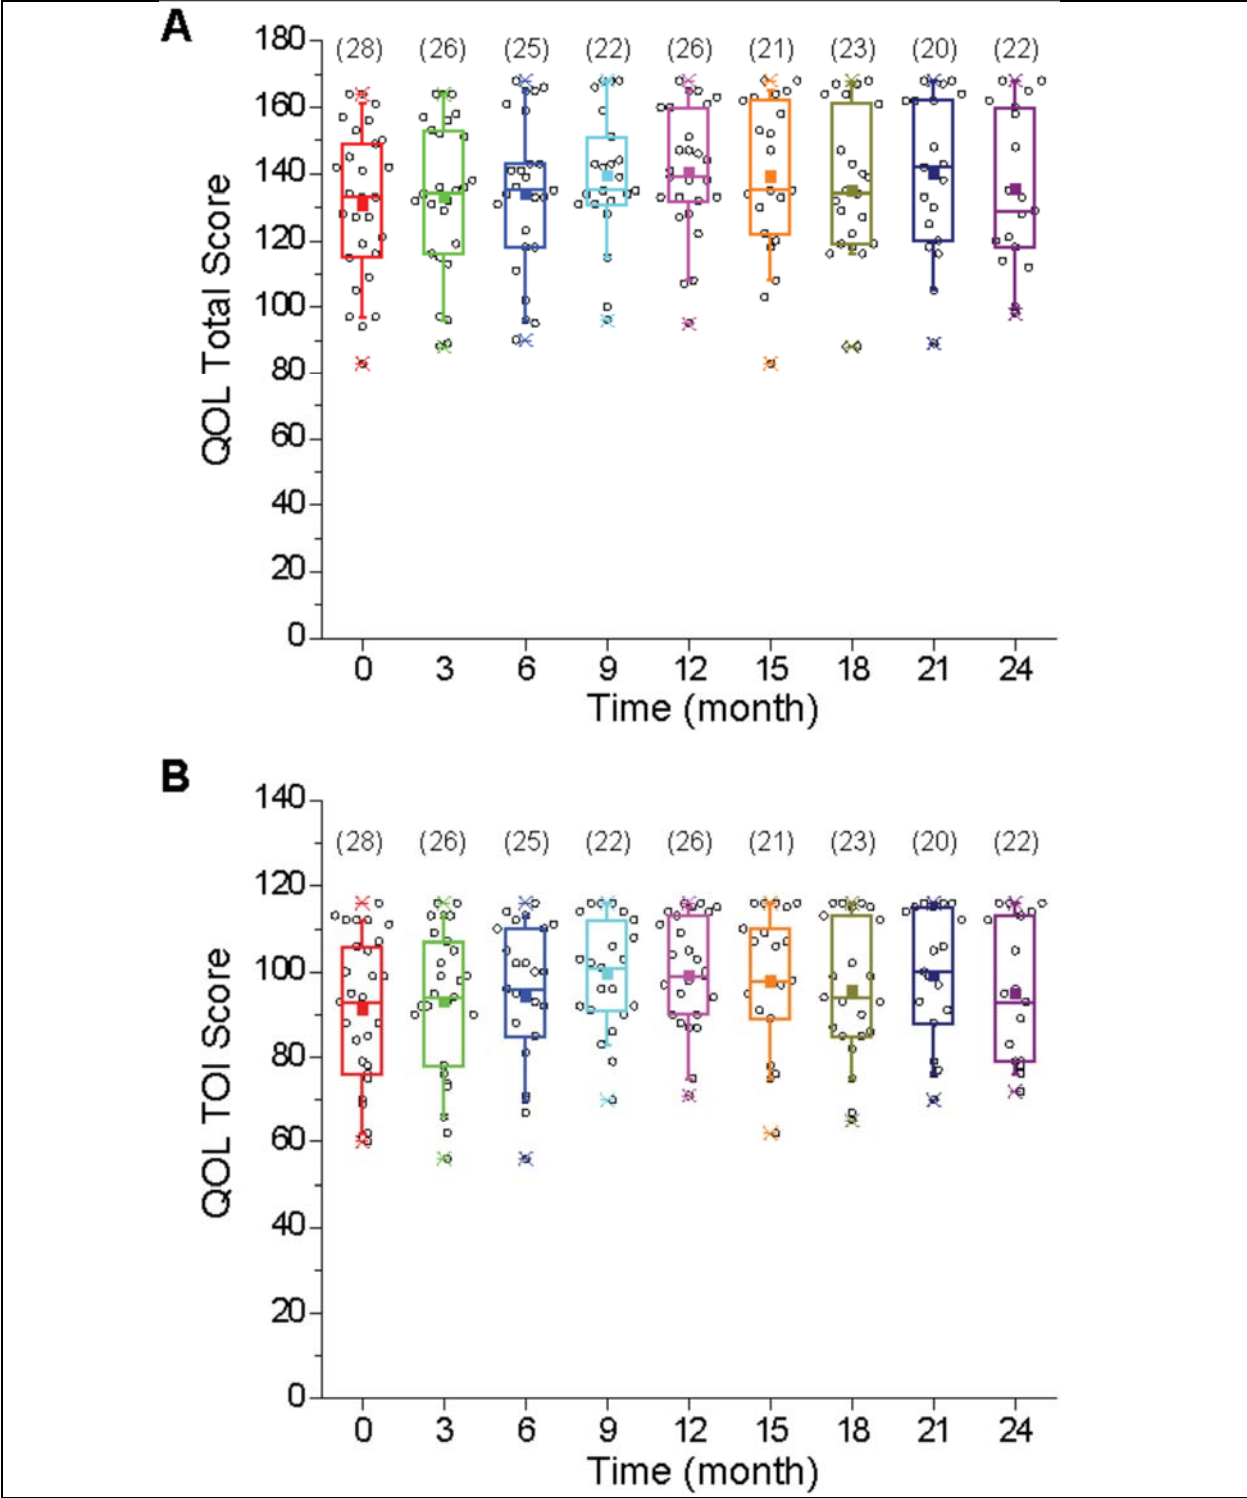 A
180
(28) (26) (25) (22) (26) (21) (23) (20) (22)
160
140
120
100
80
60
40
20
0
QOL Total Score
0 3 6 9 12 15 18 21 24
Time (month)
B
140
(28) (26) (25) (22) (26) (21) (23) (20) (22)
120
100
80
60
40
20
0
QOL TOI Score
0 3 6 9 12 15 18 21 24
Time (month)